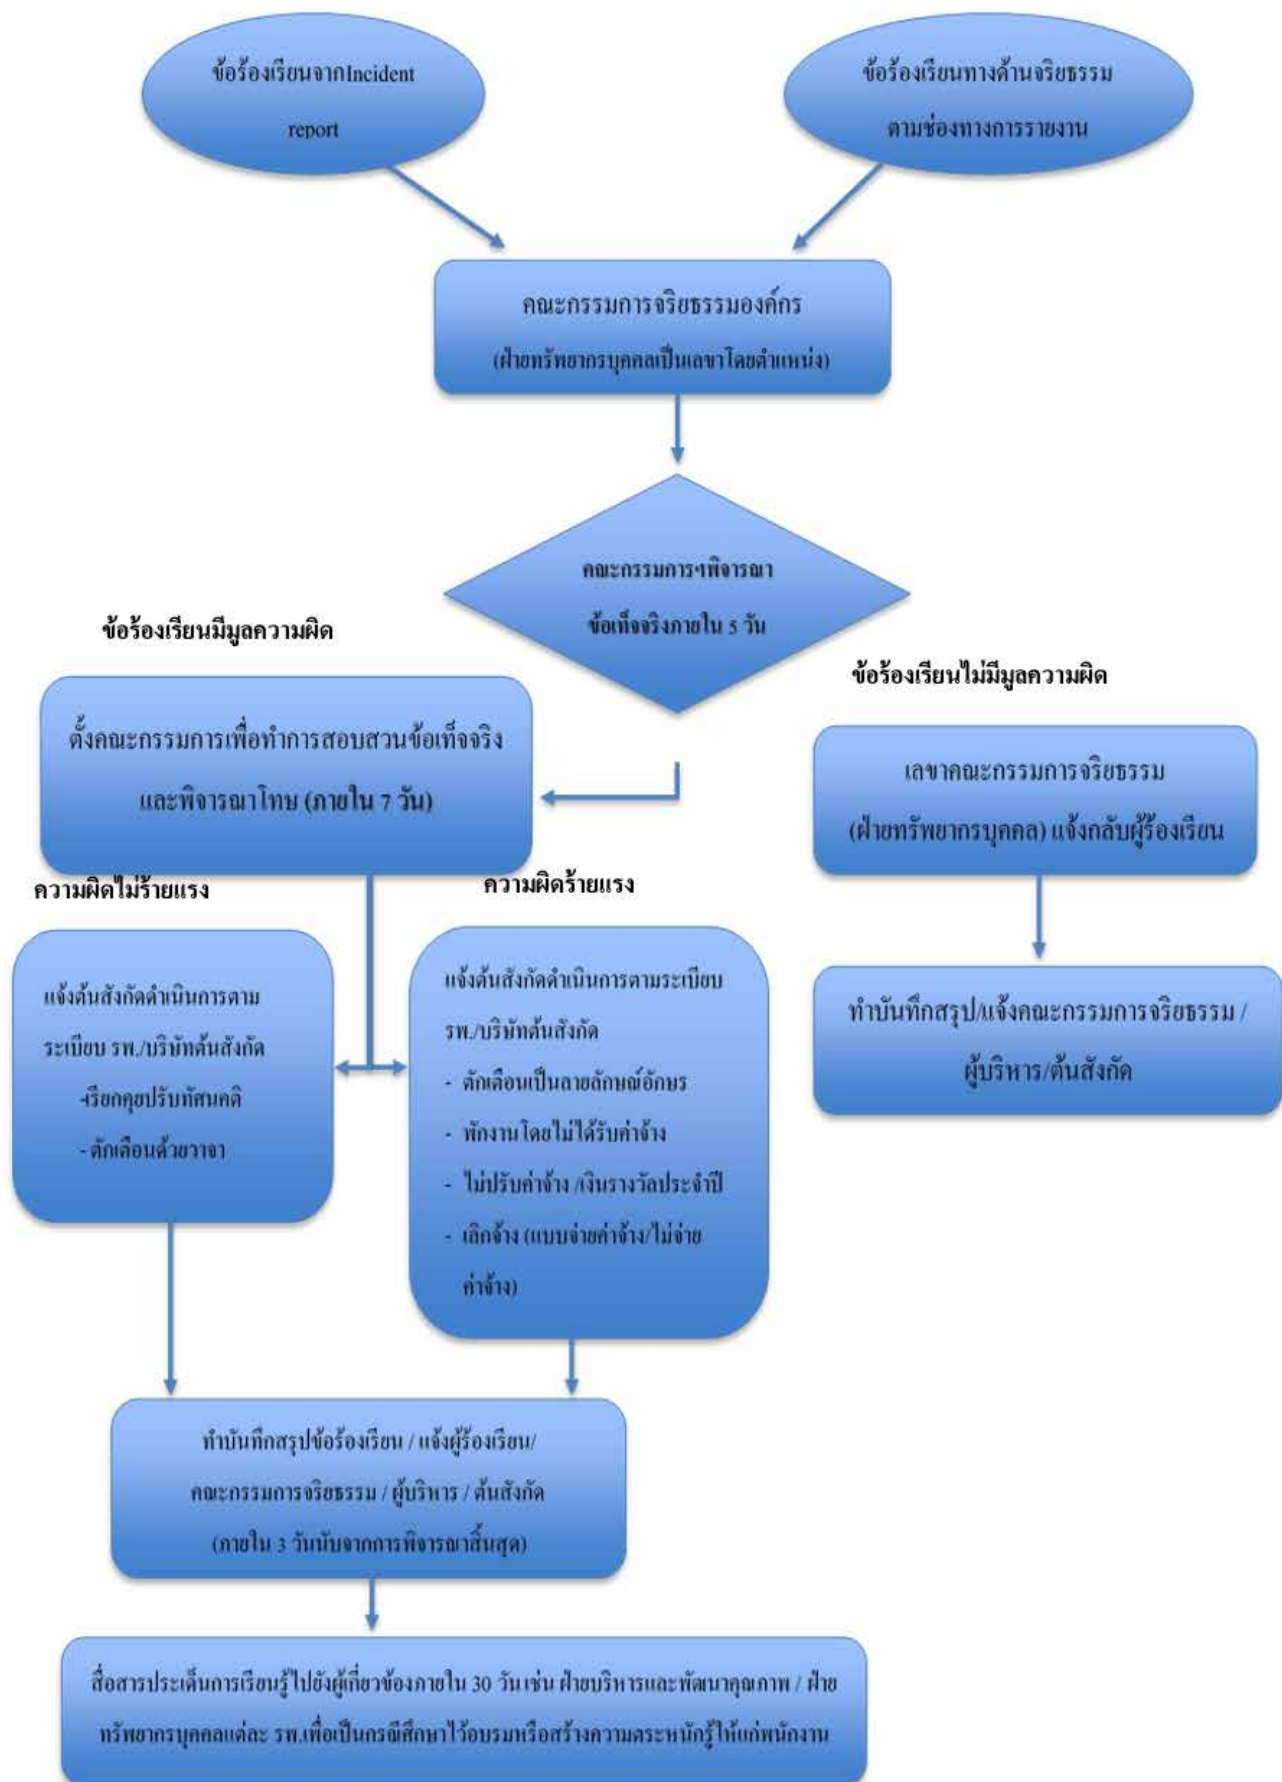 ข้อร้องเรียนจากIncident
report
ข้อร้องเรียนทางด้านจริยธรรม
ตามช่องทางการรายงาน
คณะกรรมการจริยธรรมองค์กร
(ฝ่ายทรัพยากรบุคคลเป็นเลขาโดยตำแหน่ง)
คณะกรรมการฯพิจารณา
ข้อเท็จจริงภายใน 5 วัน
ข้อร้องเรียนมีมูลความผิด
ข้อร้องเรียนไม่มีมูลความผิด
ตั้งคณะกรรมการเพื่อทำการสอบสวนข้อเท็จจริง
และพิจารณาโทษ (ภายใน 7 วัน)
เลขาคณะกรรมการจริยธรรม
(ฝ่ายทรัพยากรบุคคล) แจ้งกลับผู้ร้องเรียน
ความผิดไม่ร้ายแรง
ความผิดร้ายแรง
แจ้งต้นสังกัดดำเนินการตาม
ระเบียบ รพ./บริษัทต้นสังกัด
-เรียกคุยปรับทัศนคติ
- ตักเตือนด้วยวาจา
แจ้งต้นสังกัดดำเนินการตามระเบียบ
รพ./บริษัทต้นสังกัด
- ตักเตือนเป็นลายลักษณ์อักษร
- พักงานโดยไม่ได้รับค่าจ้าง
- ไม่ปรับค่าจ้าง /เงินรางวัลประจำปี
- เลิกจ้าง (แบบจ่ายค่าจ้าง/ไม่จ่าย
ค่าจ้าง)
ทำบันทึกสรุป/แจ้งคณะกรรมการจริยธรรม /
ผู้บริหาร/ต้นสังกัด
ทำบันทึกสรุปข้อร้องเรียน / แจ้งผู้ร้องเรียน/
คณะกรรมการจริยธรรม / ผู้บริหาร / ต้นสังกัด
(ภายใน 3 วันนับจากการพิจารณาสิ้นสุด)
สื่อสารประเด็นการเรียนรู้ไปยังผู้เกี่ยวข้องภายใน 30 วัน เช่น ฝ่ายบริหารและพัฒนาคุณภาพ / ฝ่าย
ทรัพยากรบุคคลแต่ละ รพ.เพื่อเป็นกรณีศึกษาไว้อบรมหรือสร้างความตระหนักรู้ให้แก่พนักงาน